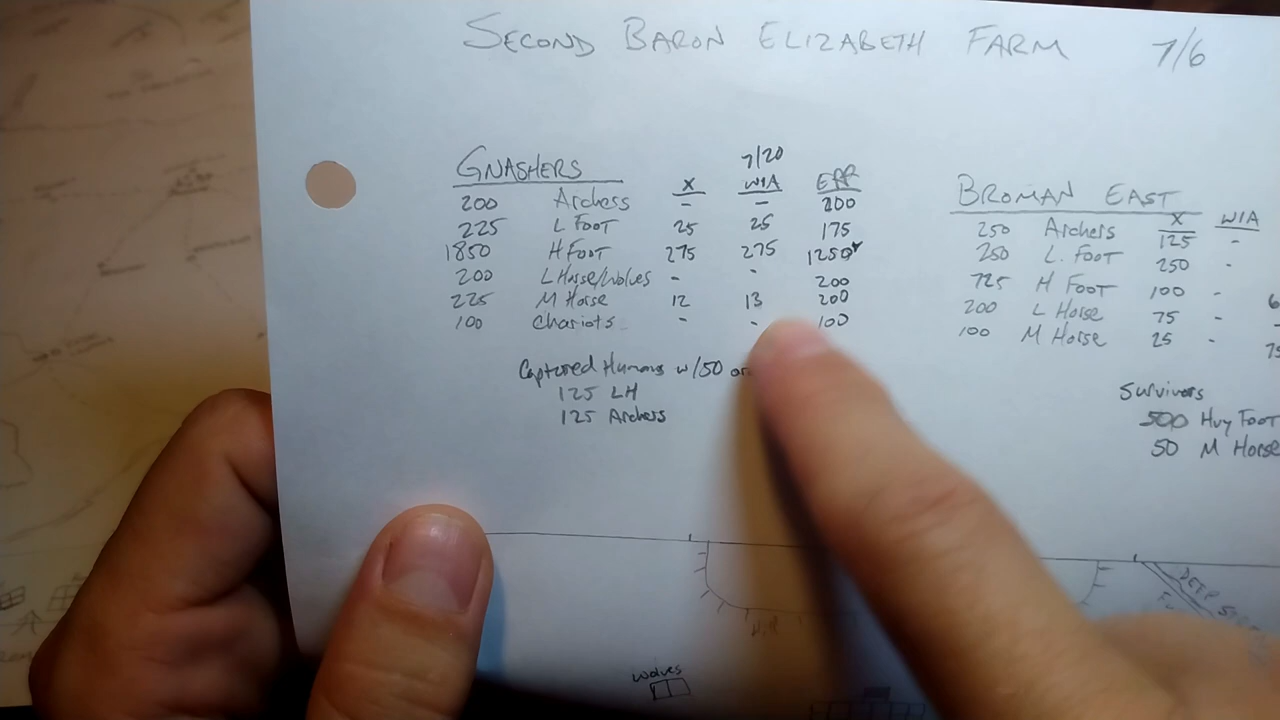 SECOND BARON ELIZABETH FARM 7/6
GNASHERS 7/20
X WIA EFF
200 Archers - - 200
225 L FOOT 25 25 175
1850 H FOOT 275 275 1250
200 L Horse/Wolves - - 200
225 M Horse 12 13 200
100 Chariots - - 100
Captured Humans w/50
125 LH
125 Archers
BROMAN EAST
X WIA
250 Archers 125 -
250 L. FOOT 250 -
725 H FOOT 100 -
200 L Horse 75 -
100 M Horse 25 -
Survivors
500 Hvy FOOT
50 M Horse
DEEP
Wolves